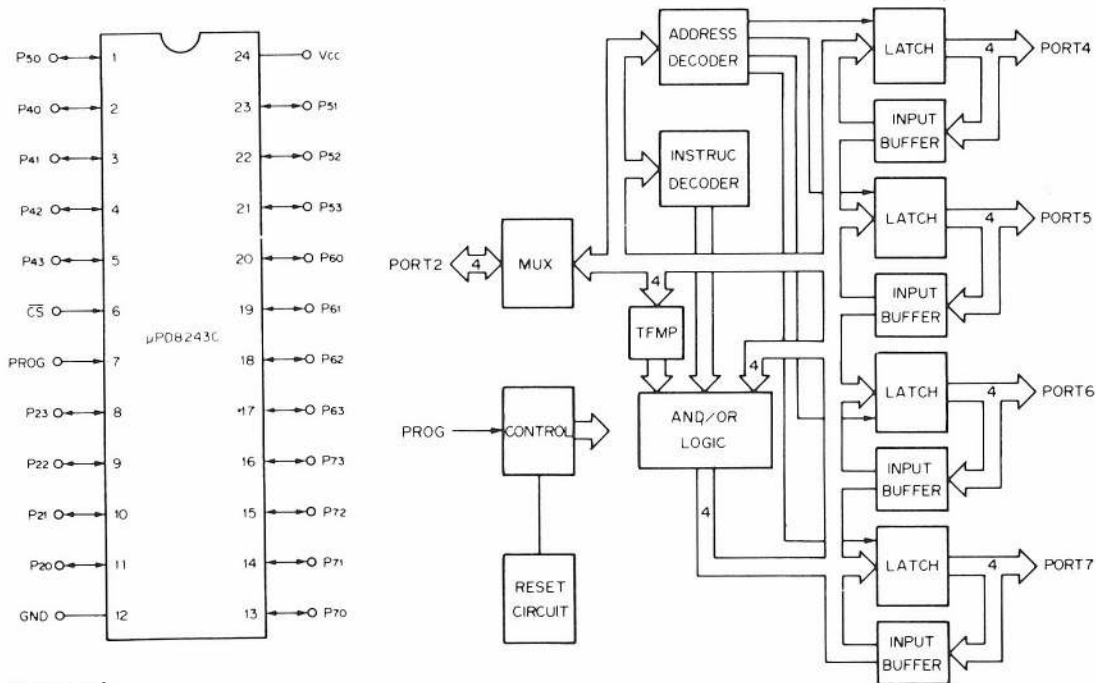 P50 1 24 Vcc
P40 2 23 P51
P41 3 22 P52
P42 4 21 P53
P43 5 20 P60
CS 6 19 P61
μPD8243C
PROG 7 18 P62
P23 8 17 P63
P22 9 16 P73
P21 10 15 P72
P20 11 14 P71
GND 12 13 P70
ADDRESS
DECODER
INSTRUC
DECODER
PORT2
4
MUX
4
TFMP
4
4
AND/OR
LOGIC
4
PROG
CONTROL
RESET
CIRCUIT
LATCH
4
PORT4
INPUT
BUFFER
LATCH
4
PORT5
INPUT
BUFFER
LATCH
4
PORT6
INPUT
BUFFER
LATCH
4
PORT7
INPUT
BUFFER